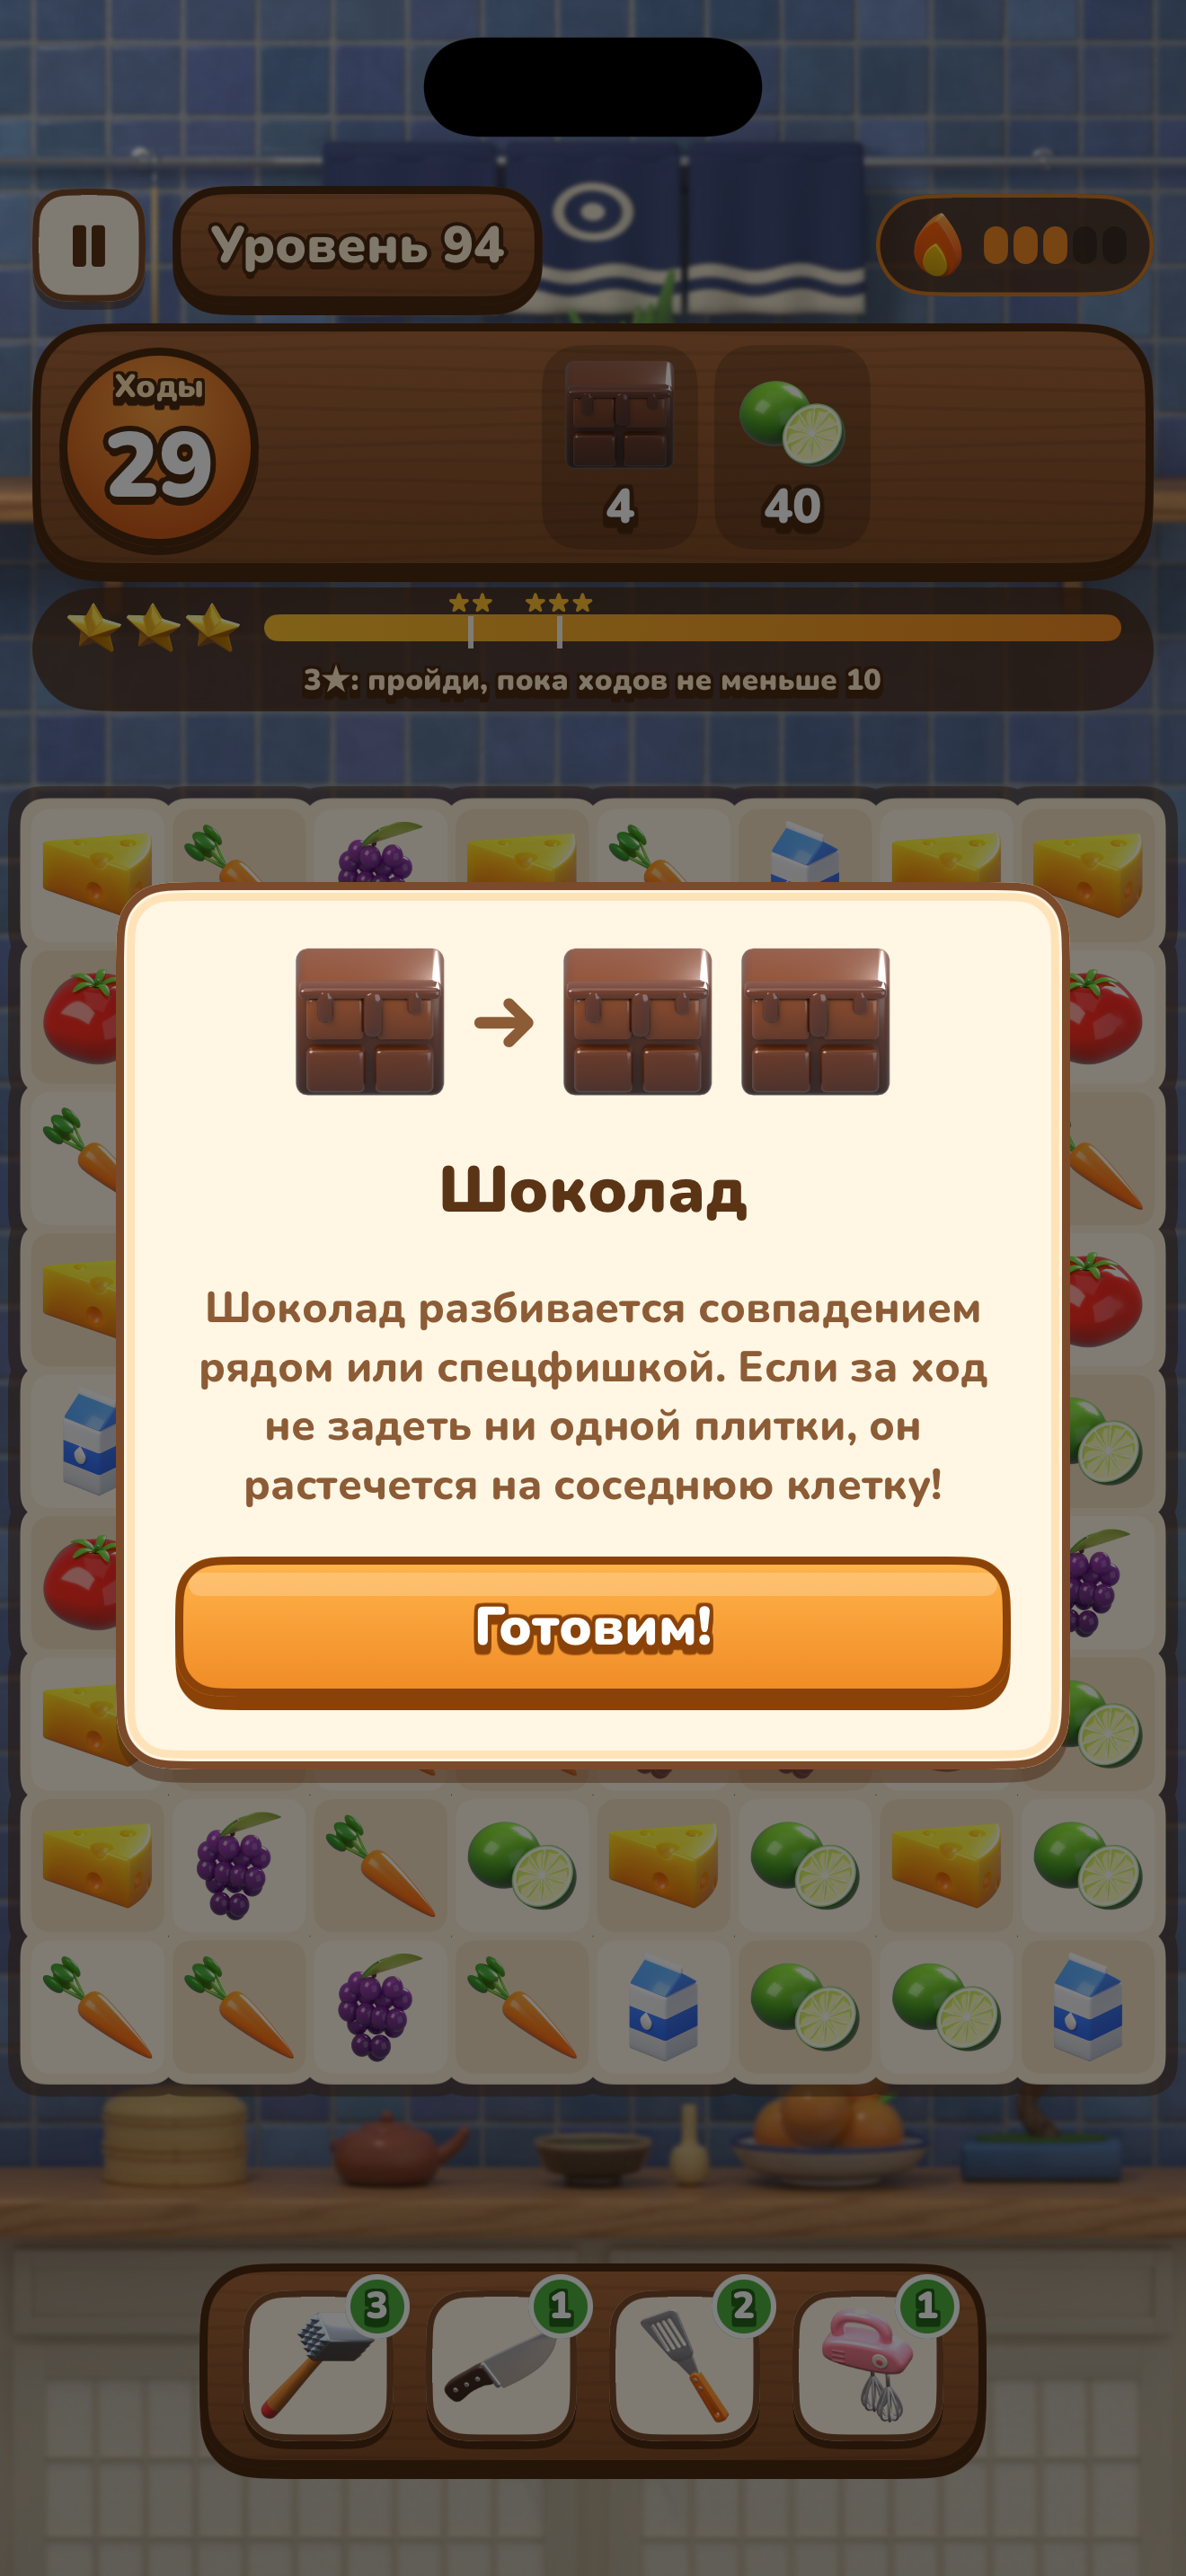 Уровень 94
Ходы
29
4
40
3★: пройди, пока ходов не меньше 10
Шоколад
Шоколад разбивается совпадением
рядом или спецфишкой. Если за ход
не задеть ни одной плитки, он
растечется на соседнюю клетку!
Готовим!
3
1
2
1